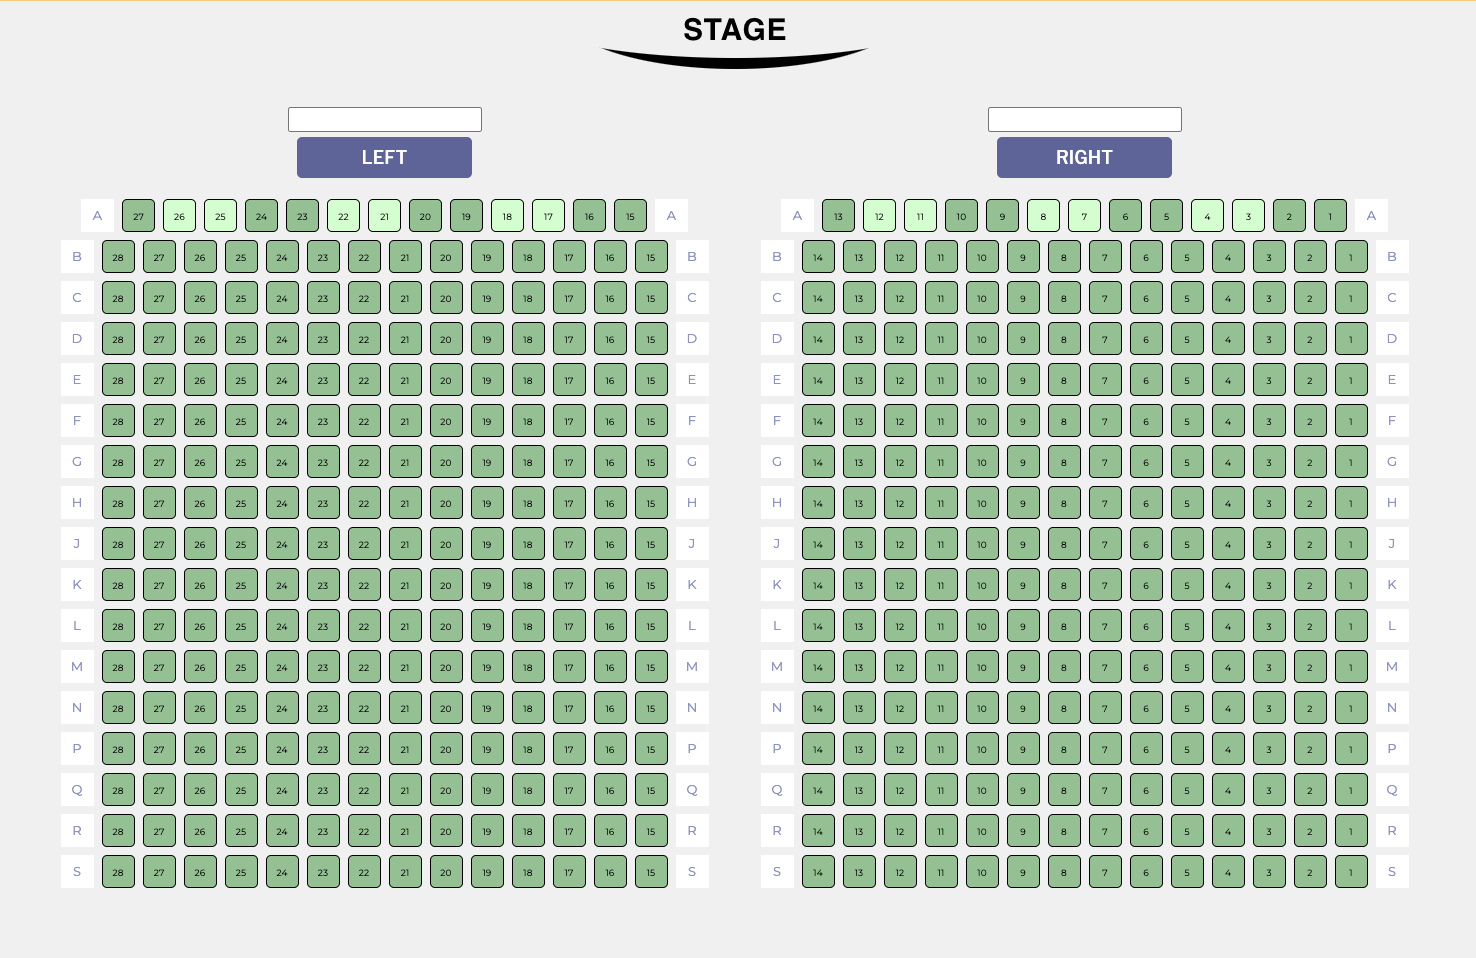 STAGE
LEFT RIGHT
A 27 26 25 24 23 22 21 20 19 18 17 16 15 A A 13 12 11 10 9 8 7 6 5 4 3 2 1 A
B 28 27 26 25 24 23 22 21 20 19 18 17 16 15 B B 14 13 12 11 10 9 8 7 6 5 4 3 2 1 B
C 28 27 26 25 24 23 22 21 20 19 18 17 16 15 C C 14 13 12 11 10 9 8 7 6 5 4 3 2 1 C
D 28 27 26 25 24 23 22 21 20 19 18 17 16 15 D D 14 13 12 11 10 9 8 7 6 5 4 3 2 1 D
E 28 27 26 25 24 23 22 21 20 19 18 17 16 15 E E 14 13 12 11 10 9 8 7 6 5 4 3 2 1 E
F 28 27 26 25 24 23 22 21 20 19 18 17 16 15 F F 14 13 12 11 10 9 8 7 6 5 4 3 2 1 F
G 28 27 26 25 24 23 22 21 20 19 18 17 16 15 G G 14 13 12 11 10 9 8 7 6 5 4 3 2 1 G
H 28 27 26 25 24 23 22 21 20 19 18 17 16 15 H H 14 13 12 11 10 9 8 7 6 5 4 3 2 1 H
J 28 27 26 25 24 23 22 21 20 19 18 17 16 15 J J 14 13 12 11 10 9 8 7 6 5 4 3 2 1 J
K 28 27 26 25 24 23 22 21 20 19 18 17 16 15 K K 14 13 12 11 10 9 8 7 6 5 4 3 2 1 K
L 28 27 26 25 24 23 22 21 20 19 18 17 16 15 L L 14 13 12 11 10 9 8 7 6 5 4 3 2 1 L
M 28 27 26 25 24 23 22 21 20 19 18 17 16 15 M M 14 13 12 11 10 9 8 7 6 5 4 3 2 1 M
N 28 27 26 25 24 23 22 21 20 19 18 17 16 15 N N 14 13 12 11 10 9 8 7 6 5 4 3 2 1 N
P 28 27 26 25 24 23 22 21 20 19 18 17 16 15 P P 14 13 12 11 10 9 8 7 6 5 4 3 2 1 P
Q 28 27 26 25 24 23 22 21 20 19 18 17 16 15 Q Q 14 13 12 11 10 9 8 7 6 5 4 3 2 1 Q
R 28 27 26 25 24 23 22 21 20 19 18 17 16 15 R R 14 13 12 11 10 9 8 7 6 5 4 3 2 1 R
S 28 27 26 25 24 23 22 21 20 19 18 17 16 15 S S 14 13 12 11 10 9 8 7 6 5 4 3 2 1 S